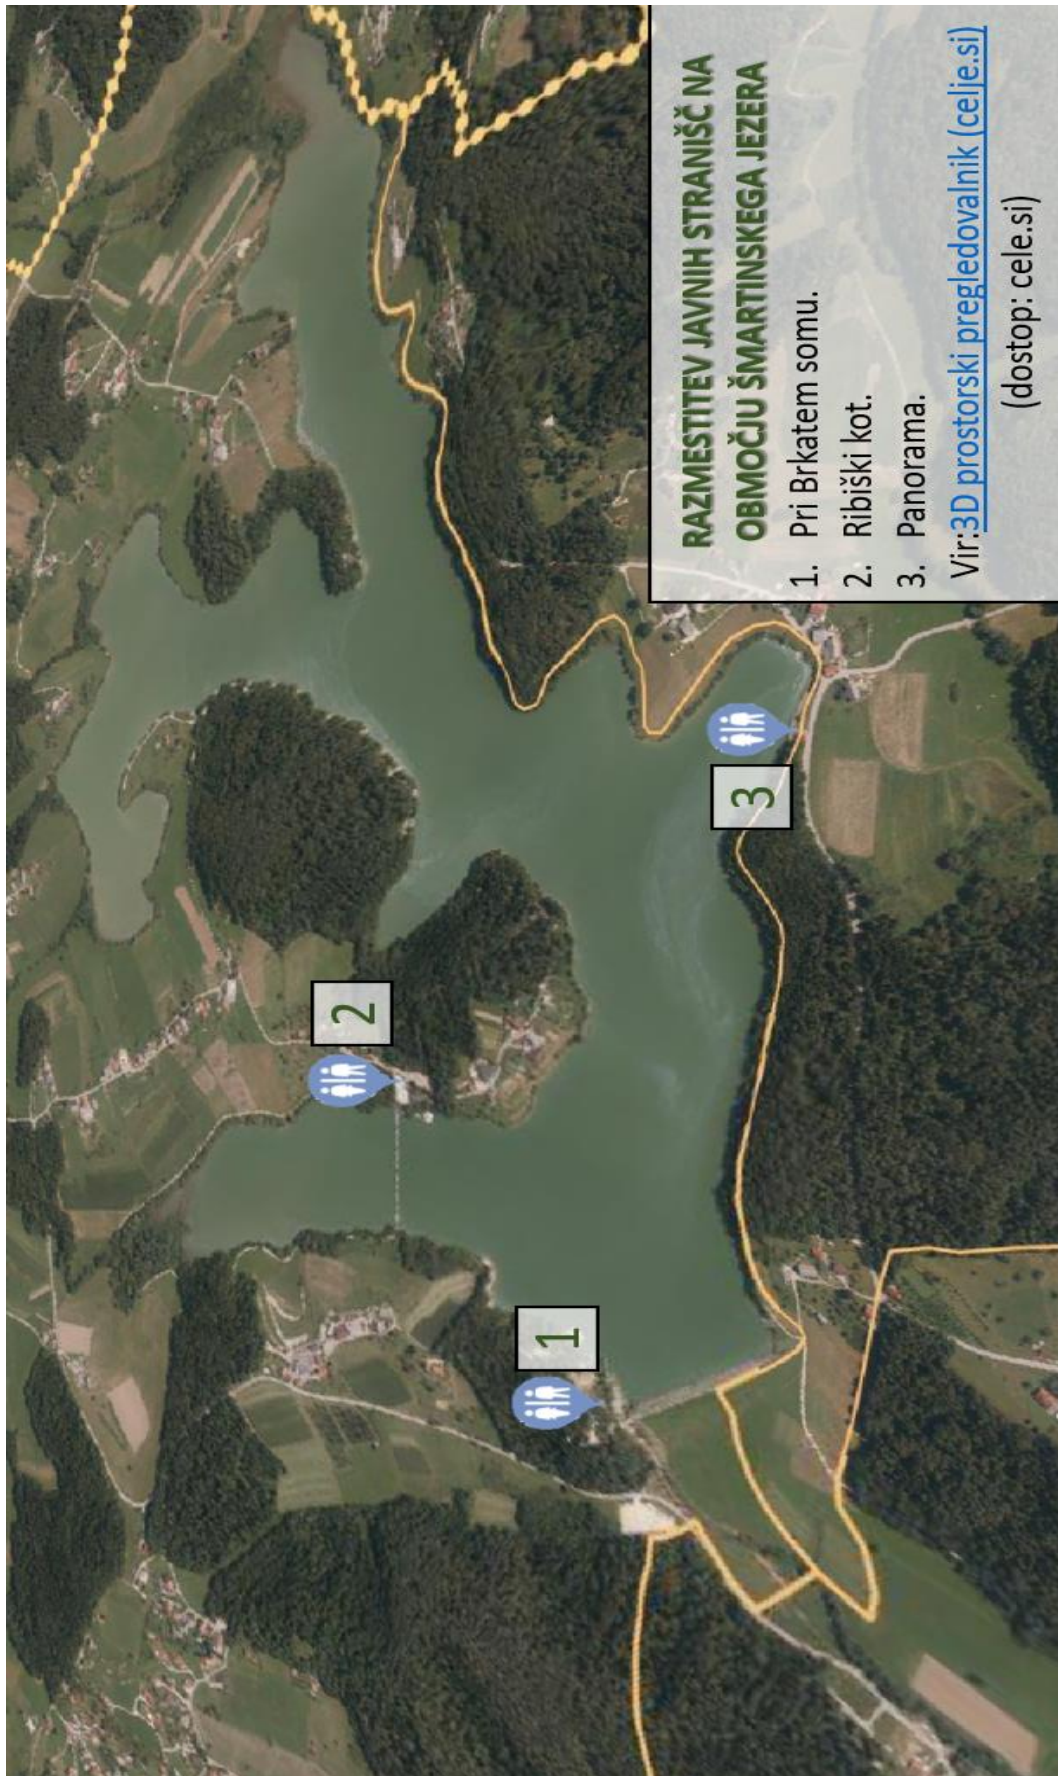 RAZMESTITEV JAVNIH STRANIŠČ NA
OBMOČJU ŠMARTINSKEGA JEZERA
1. Pri Brkatem somu.
2. Ribiški kot.
3. Panorama.
Vir:3D prostorski pregledovalnik (celje.si)
(dostop: cele.si)
1
2
3